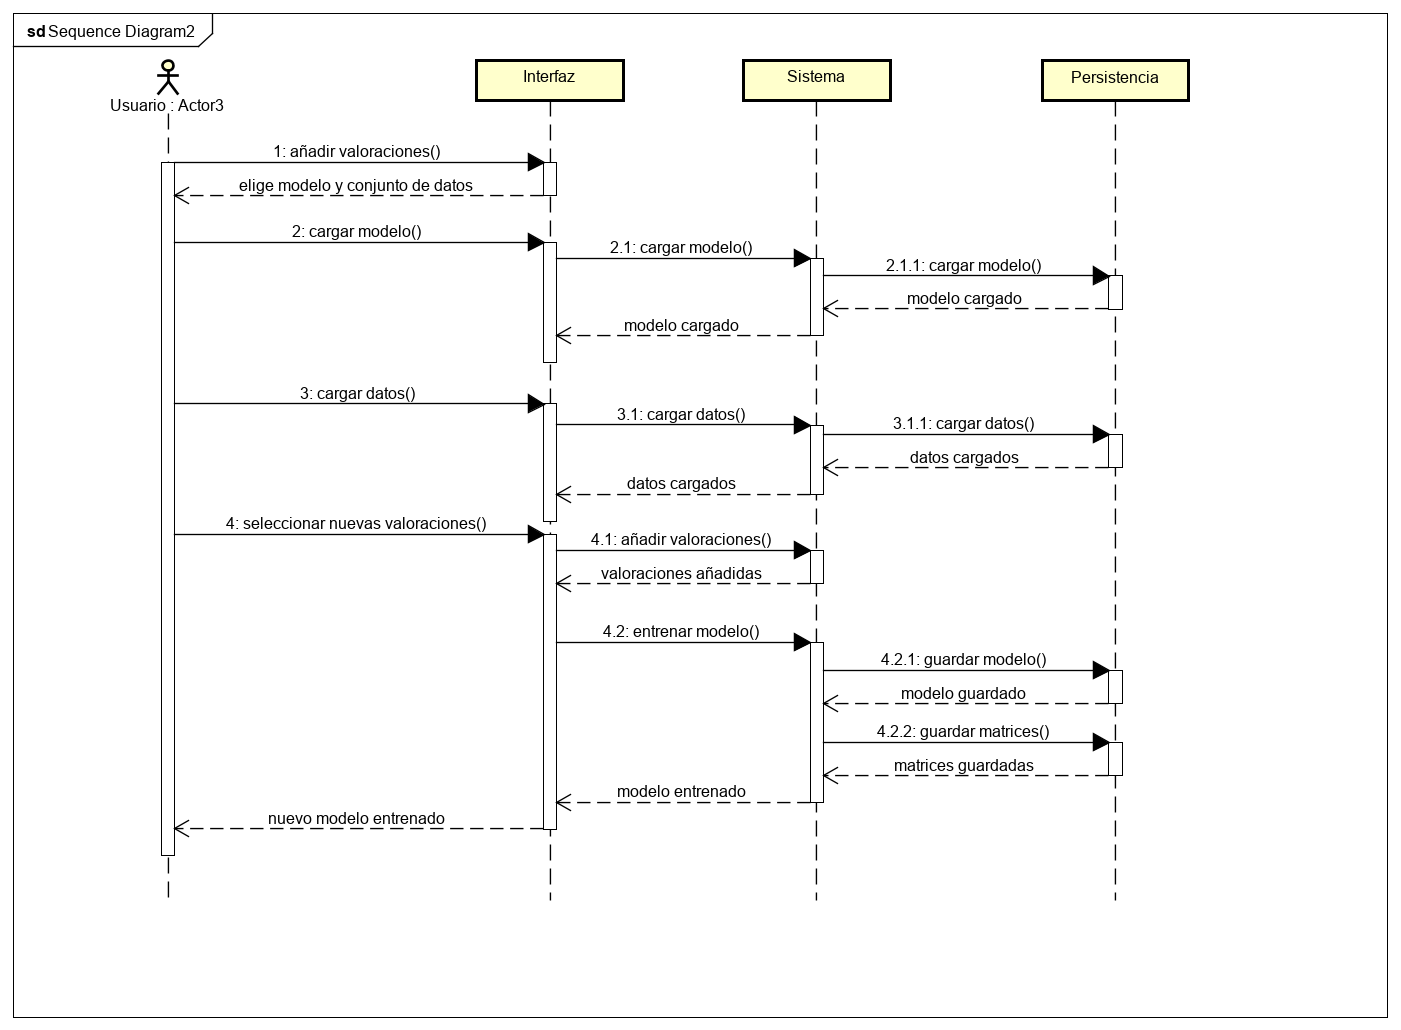 sd Sequence Diagram2
Usuario : Actor3
Interfaz
Sistema
Persistencia
1: añadir valoraciones()
elige modelo y conjunto de datos
2: cargar modelo()
2.1: cargar modelo()
2.1.1: cargar modelo()
modelo cargado
modelo cargado
3: cargar datos()
3.1: cargar datos()
3.1.1: cargar datos()
datos cargados
datos cargados
4: seleccionar nuevas valoraciones()
4.1: añadir valoraciones()
valoraciones añadidas
4.2: entrenar modelo()
4.2.1: guardar modelo()
modelo guardado
4.2.2: guardar matrices()
matrices guardadas
modelo entrenado
nuevo modelo entrenado